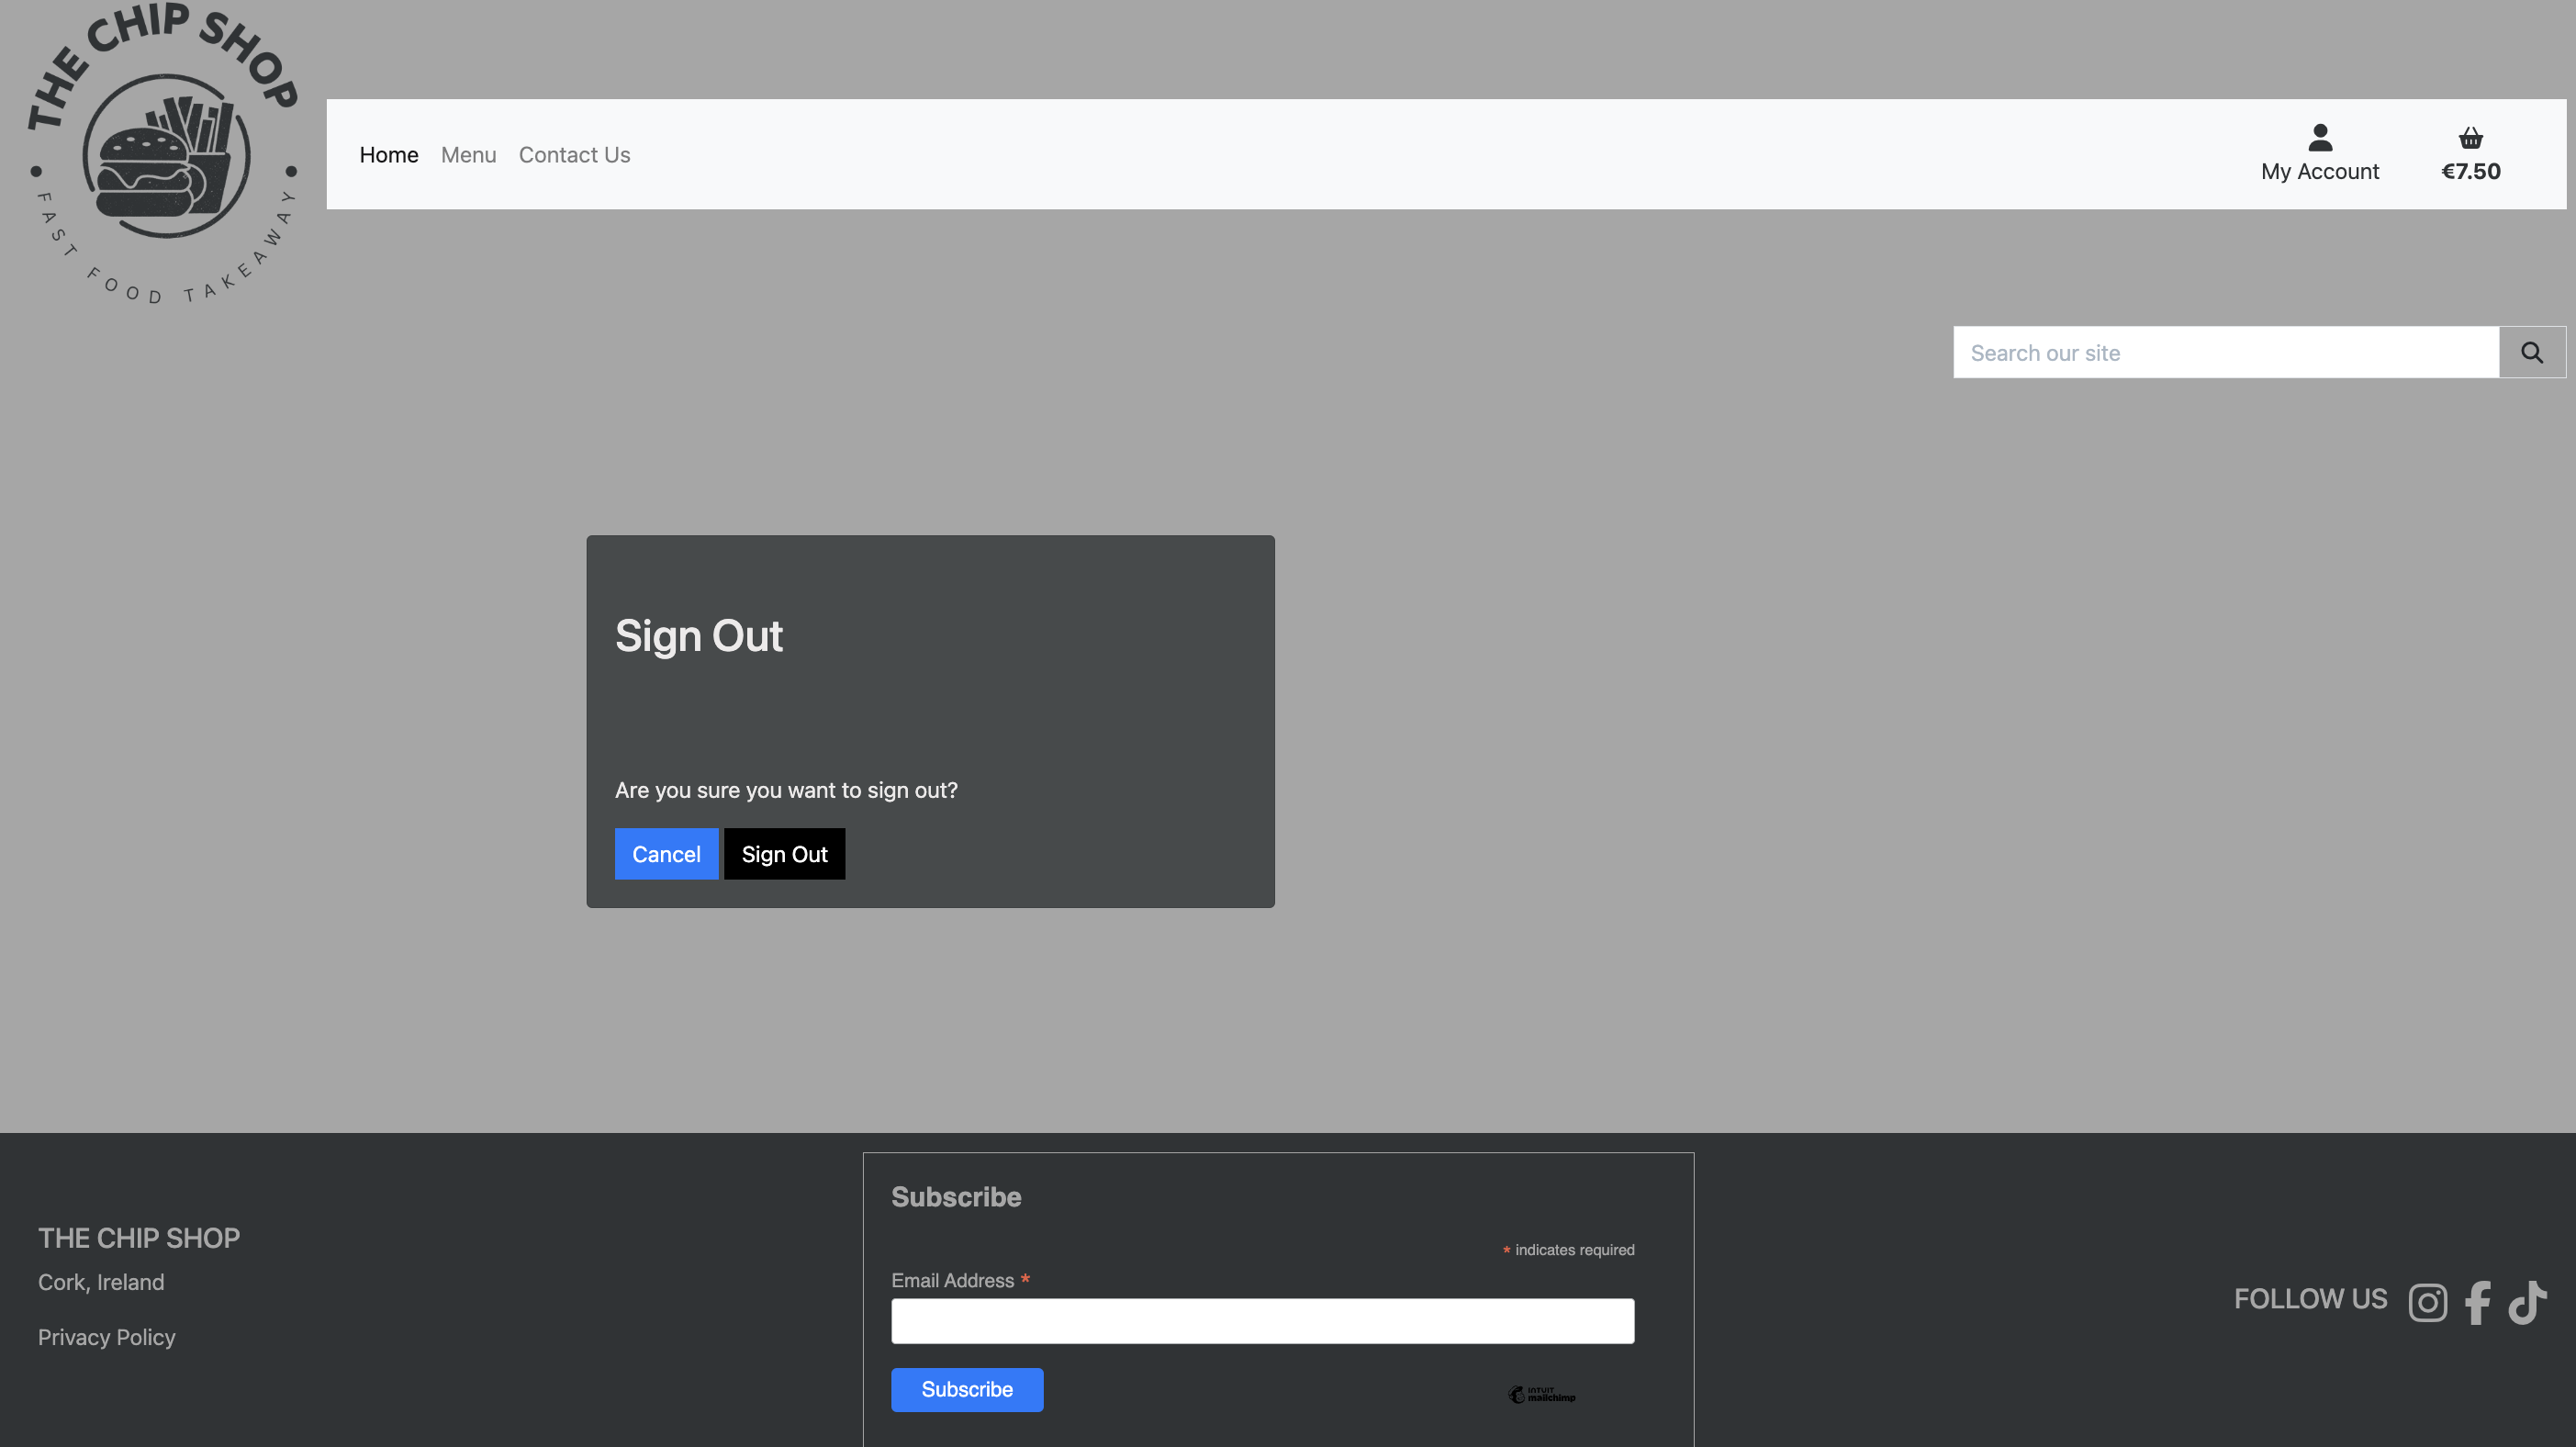 THE CHIP SHOP
FAST FOOD TAKEAWAY
Home Menu Contact Us
My Account
€7.50
Search our site
Sign Out
Are you sure you want to sign out?
Cancel Sign Out
Subscribe
* indicates required
Email Address *
Subscribe
INTUIT
mailchimp
THE CHIP SHOP
Cork, Ireland
Privacy Policy
FOLLOW US